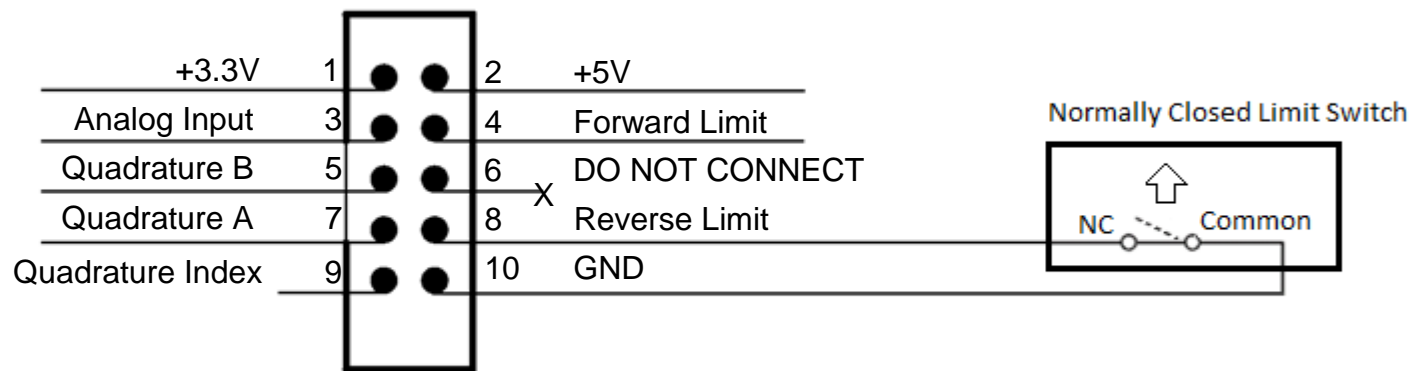 +3.3V 1 2 +5V
Analog Input 3 4 Forward Limit
Normally Closed Limit Switch
Quadrature B 5 6 DO NOT CONNECT
X
Quadrature A 7 8 Reverse Limit
NC Common
Quadrature Index 9 10 GND